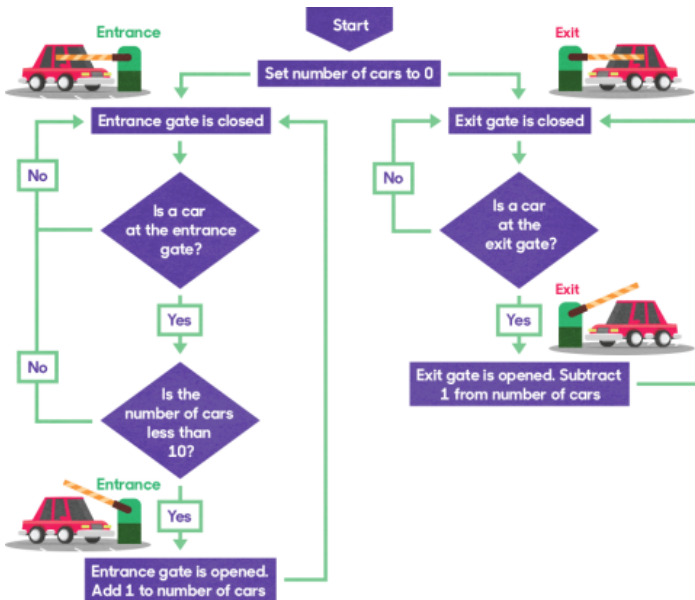 Start
Entrance
Exit
Set number of cars to 0
Entrance gate is closed
Exit gate is closed
No
No
Is a car
at the entrance
gate?
Is a car
at the
exit gate?
Yes
Exit
Yes
No
Exit gate is opened. Subtract
1 from number of cars
Is the
number of cars
less than
10?
Entrance
Yes
Entrance gate is opened.
Add 1 to number of cars